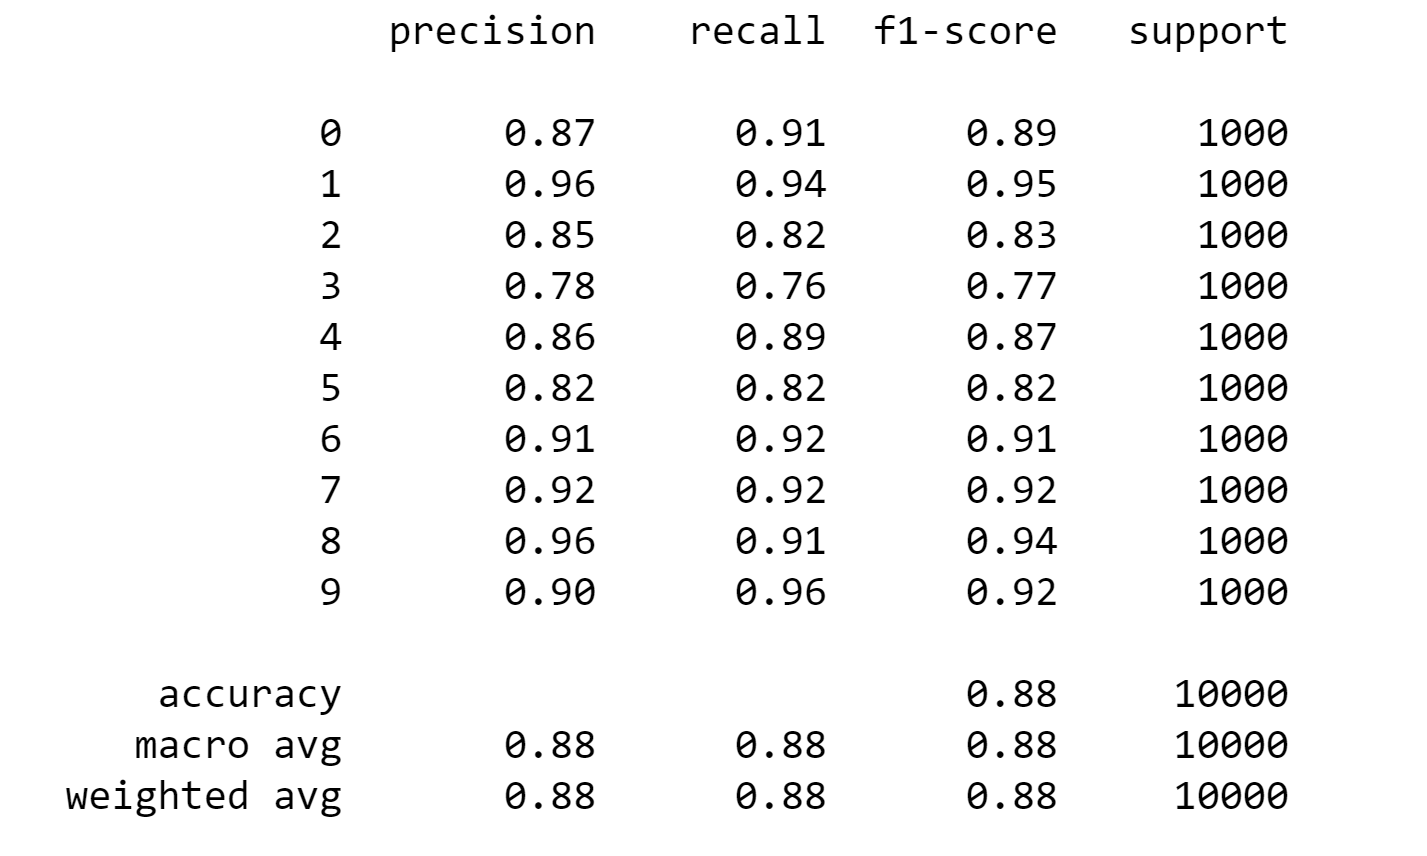 precision recall f1-score support
0 0.87 0.91 0.89 1000
1 0.96 0.94 0.95 1000
2 0.85 0.82 0.83 1000
3 0.78 0.76 0.77 1000
4 0.86 0.89 0.87 1000
5 0.82 0.82 0.82 1000
6 0.91 0.92 0.91 1000
7 0.92 0.92 0.92 1000
8 0.96 0.91 0.94 1000
9 0.90 0.96 0.92 1000
accuracy 0.88 10000
macro avg 0.88 0.88 0.88 10000
weighted avg 0.88 0.88 0.88 10000